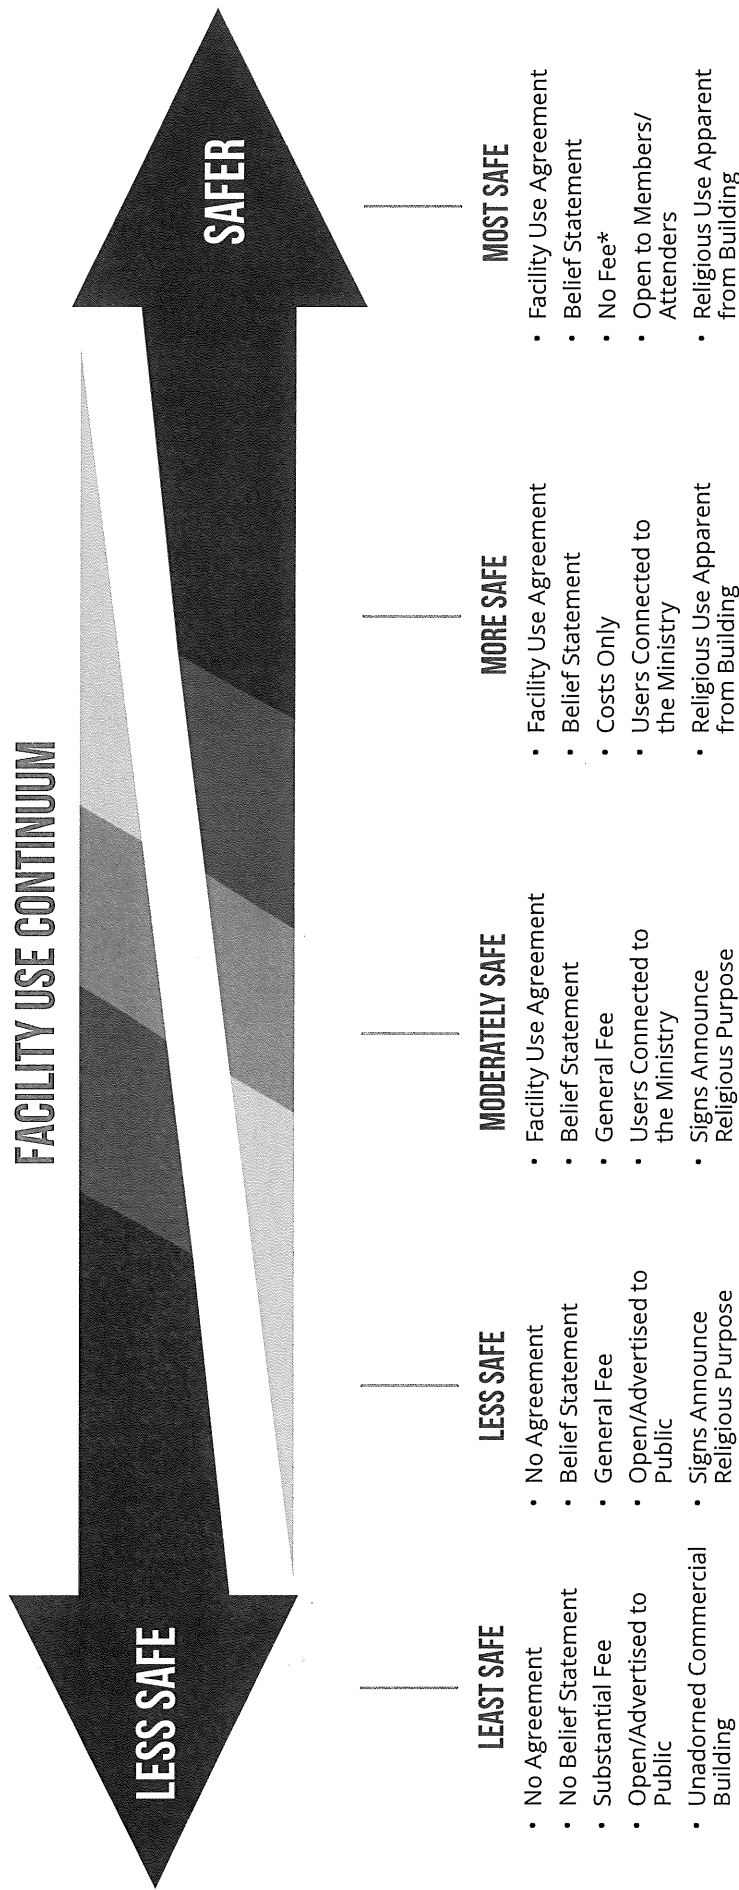 FACILITY USE CONTINUUM
LESS SAFE
SAFER
LEAST SAFE
• No Agreement
• No Belief Statement
• Substantial Fee
• Open/Advertised to
Public
• Unadorned Commercial
Building
LESS SAFE
• No Agreement
• Belief Statement
• General Fee
• Open/Advertised to
Public
• Signs Announce
Religious Purpose
MODERATELY SAFE
• Facility Use Agreement
• Belief Statement
• General Fee
• Users Connected to
the Ministry
• Signs Announce
Religious Purpose
MORE SAFE
• Facility Use Agreement
• Belief Statement
• Costs Only
• Users Connected to
the Ministry
• Religious Use Apparent
from Building
MOST SAFE
• Facility Use Agreement
• Belief Statement
• No Fee*
• Open to Members/
Attenders
• Religious Use Apparent
from Building